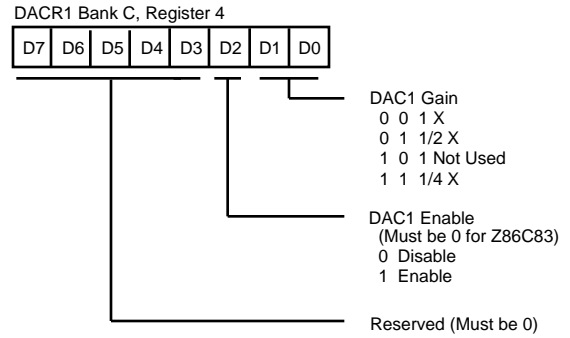 DACR1 Bank C, Register 4
D7 D6 D5 D4 D3 D2 D1 D0
DAC1 Gain
0 0 1 X
0 1 1/2 X
1 0 1 Not Used
1 1 1/4 X
DAC1 Enable
(Must be 0 for Z86C83)
0 Disable
1 Enable
Reserved (Must be 0)